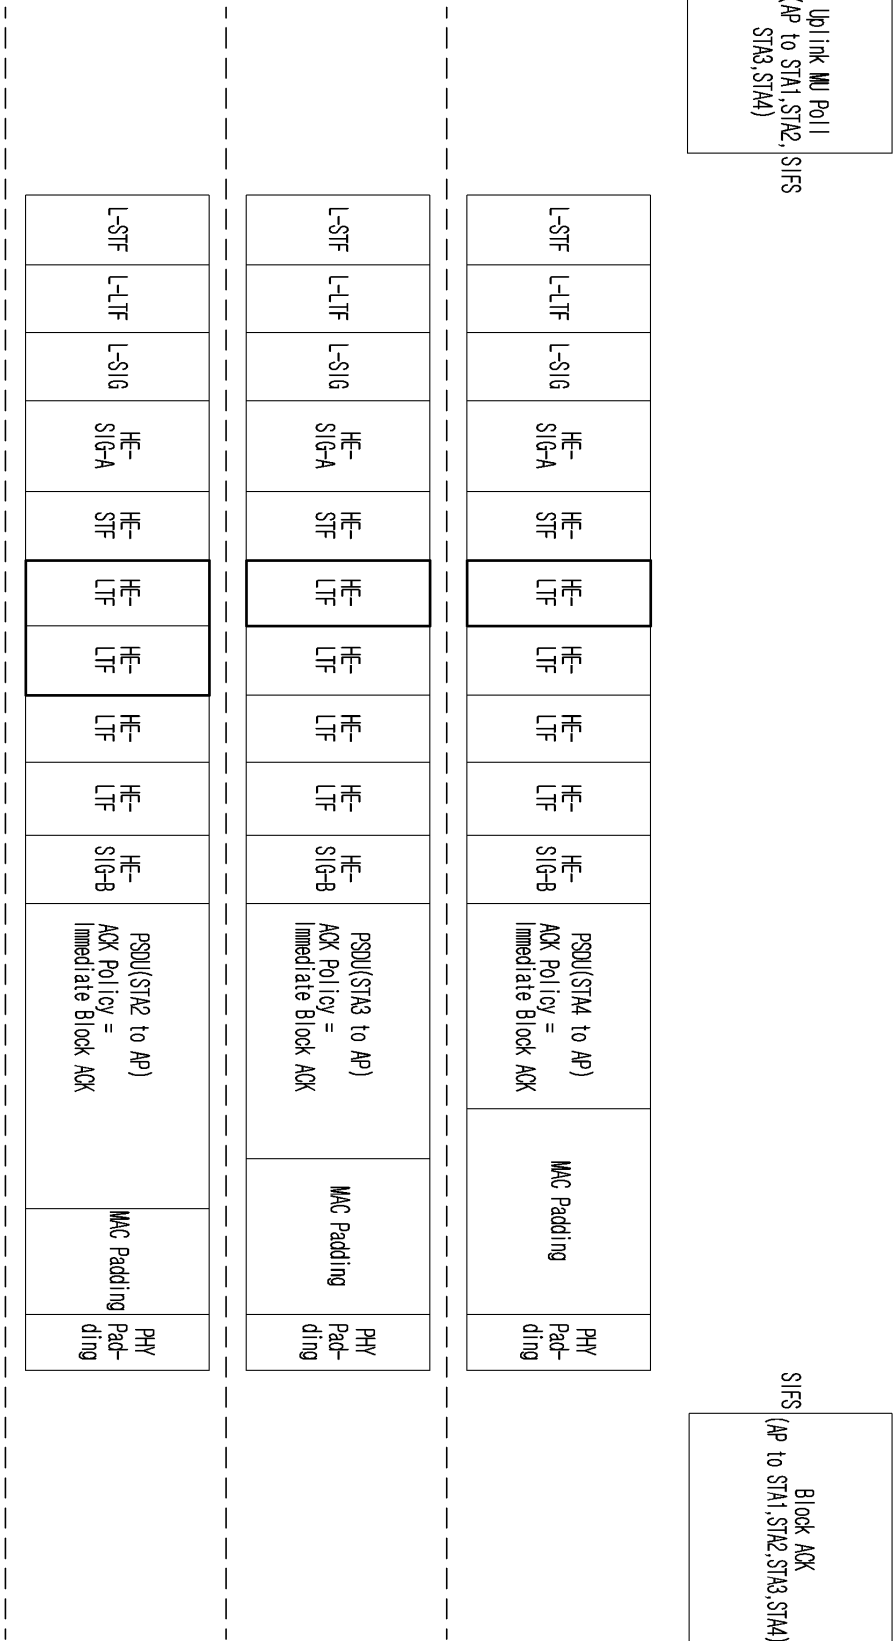 Uplink MU Poll
(AP to STA1,STA2,
STA3,STA4)
SIFS
SIFS
Block ACK
(AP to STA1,STA2,STA3,STA4)
L-STF
L-LTF
L-SIG
HE-
SIG-A
HE-
STF
HE-
LTF
HE-
LTF
HE-
LTF
HE-
LTF
HE-
SIG-B
PSDU(STA4 to AP)
ACK Policy =
Immediate Block ACK
MAC Padding
PHY
Pad-
ding
L-STF
L-LTF
L-SIG
HE-
SIG-A
HE-
STF
HE-
LTF
HE-
LTF
HE-
LTF
HE-
LTF
HE-
SIG-B
PSDU(STA3 to AP)
ACK Policy =
Immediate Block ACK
MAC Padding
PHY
Pad-
ding
L-STF
L-LTF
L-SIG
HE-
SIG-A
HE-
STF
HE-
LTF
HE-
LTF
HE-
LTF
HE-
LTF
HE-
SIG-B
PSDU(STA2 to AP)
ACK Policy =
Immediate Block ACK
MAC Padding
PHY
Pad-
ding